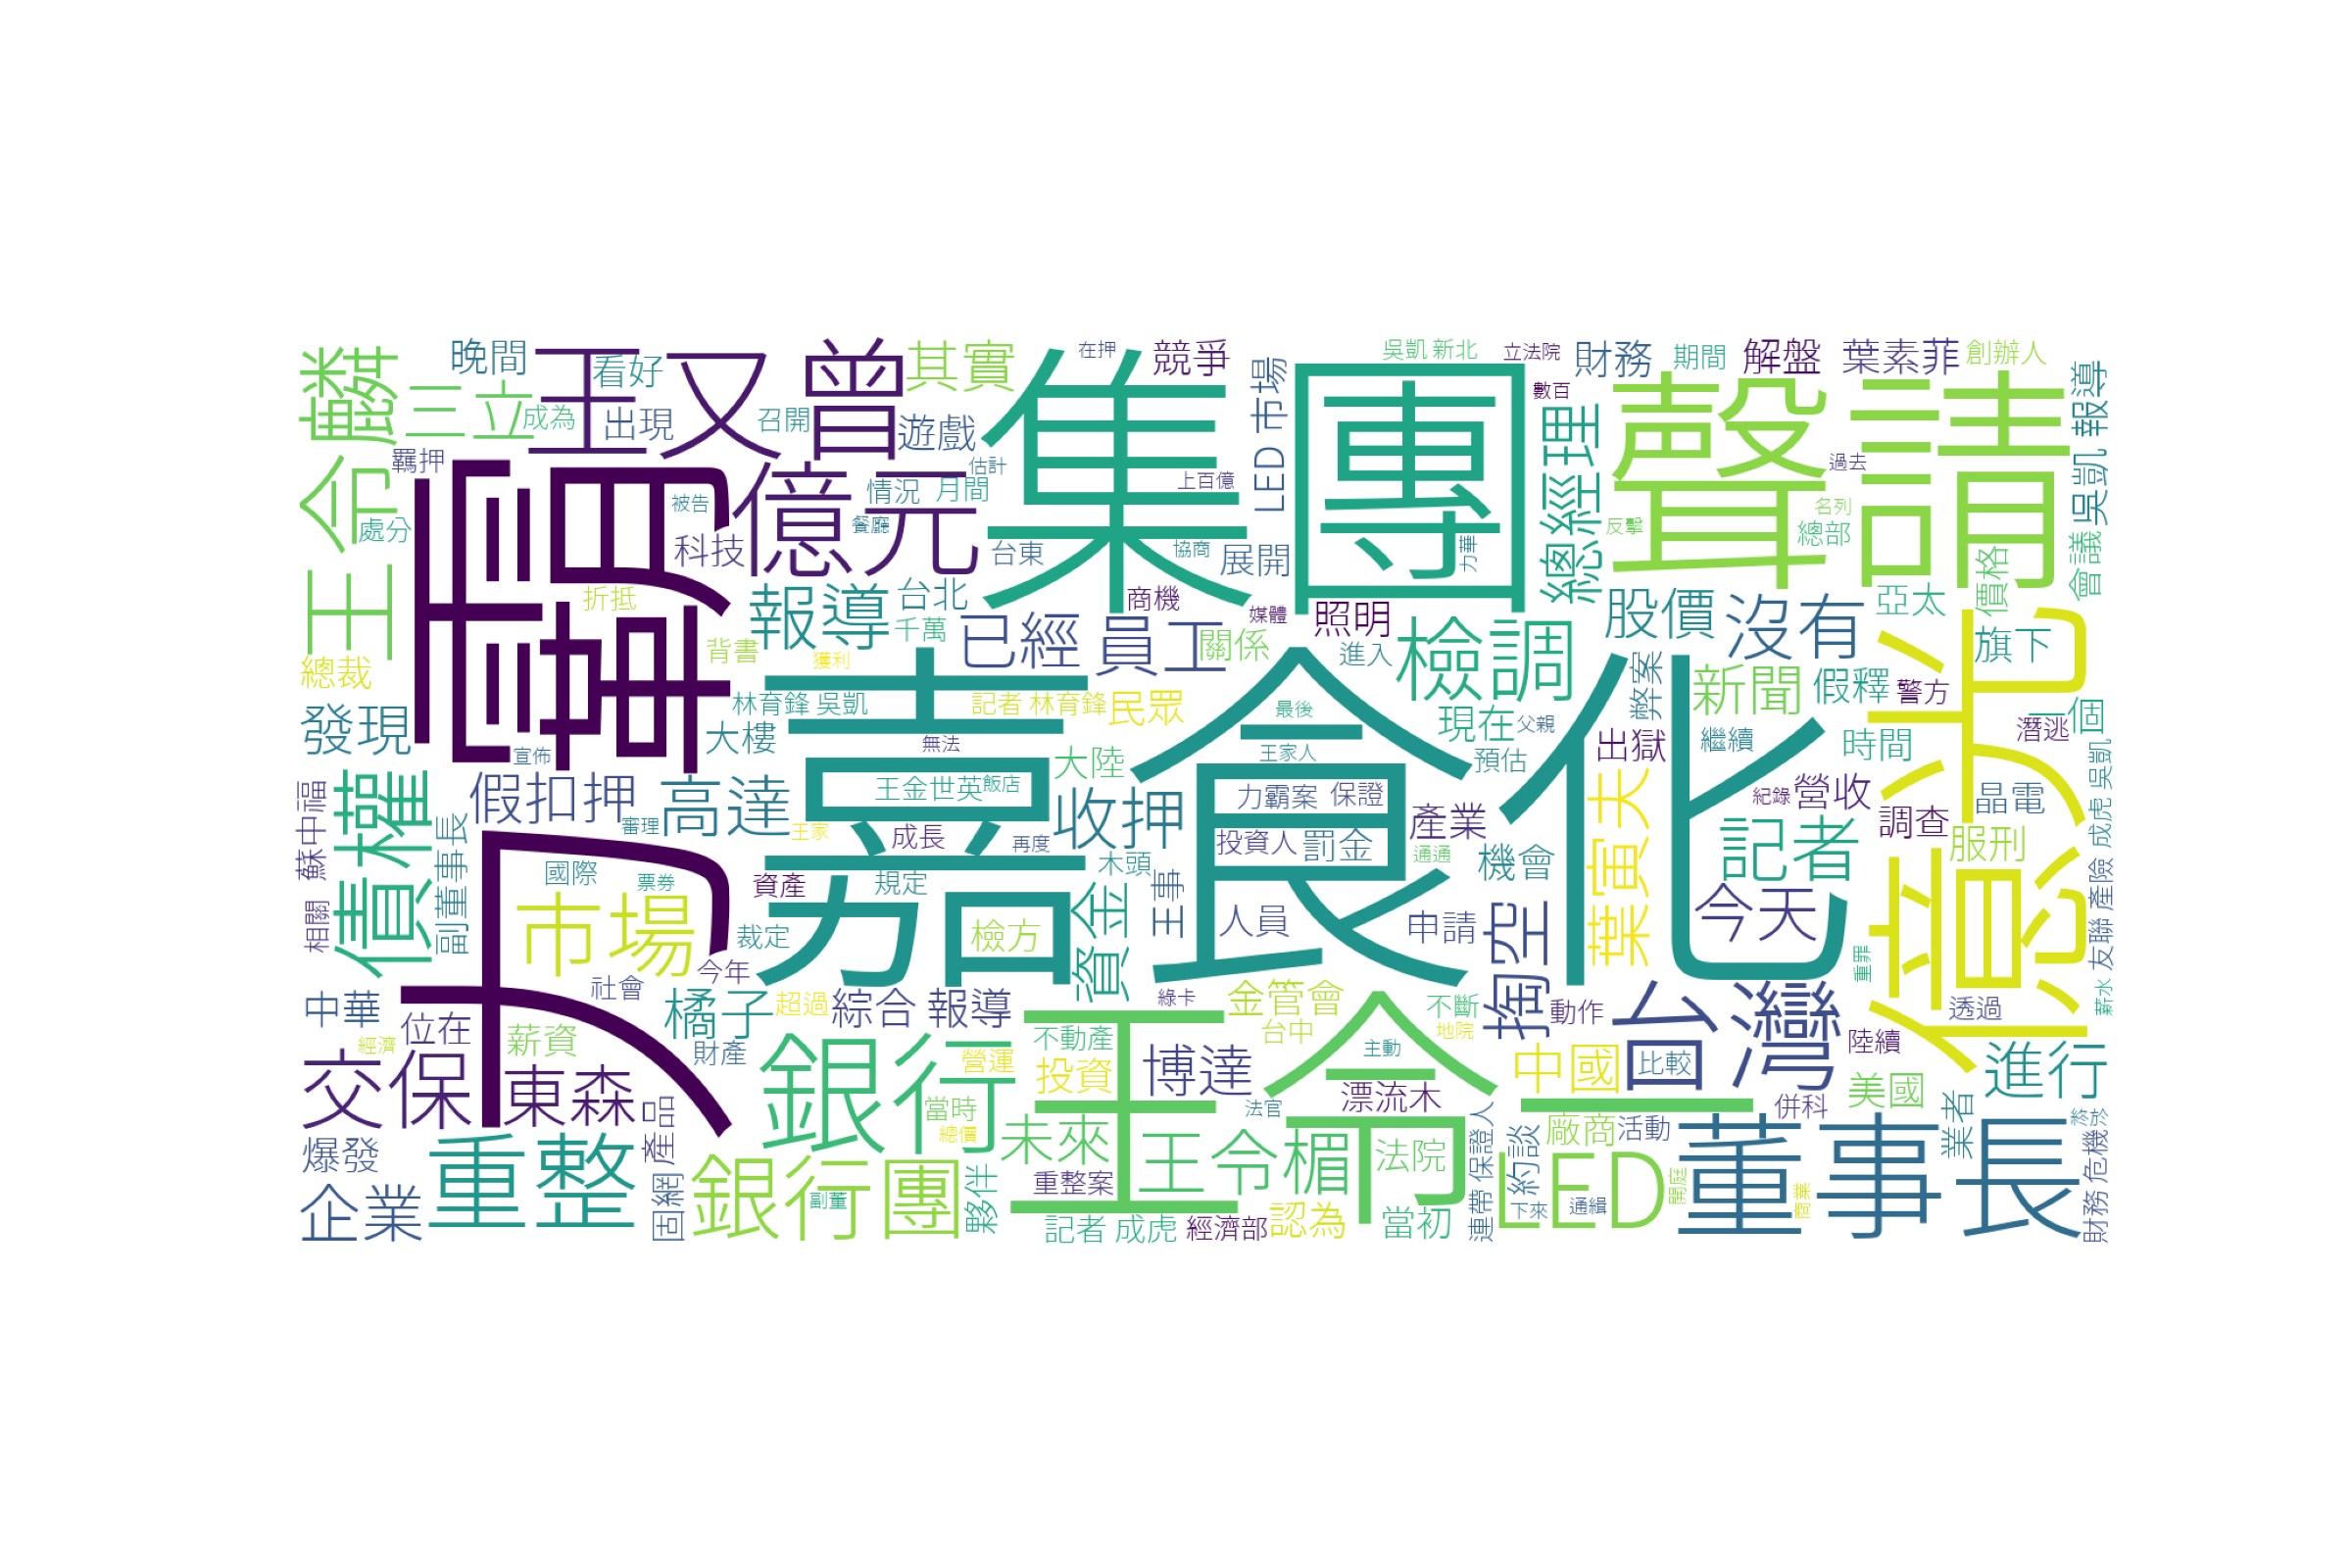 力霸
嘉食化
集團
聲請
億光
王又曾
王令一
王令麟
億元
董事長
台灣
銀行
銀行團
重整
LED
王令楣
債權
交保
東森
企業
爆發
市場
橘子
綜合 報導
假扣押
高達
收押
報導
台北
已經 員工
檢調
總經理
股價
沒有
新聞
假釋
警方
記者
今天
掏空
葉寅夫
博達
中國
美國
進行
業者
廠商
活動
約談
未來
漂流木
投資
不動產
金管會
台中
三立
晚間
看好
成為
出現
召開
其實
遊戲
在押
競爭
LED 市場
吳凱 新北
立法院
數百
財務
期間
解盤
葉素菲
創辦人
吳凱 報導
會議
價格
過去
名列
反擊
總部
亞太
旗下
一個
潛逃
時間
繼續
出獄
弊案
晶電
調查
營收
紀錄
服刑
成虎 吳凱
友聯 產險
薪水
重罪
透過
陸續
併科
動作
比較
終於
財務 危機
商業
開庭
通緝
下來
連帶 保證人
當初
認為
經濟部
記者 成虎
夥伴
副董
固網
產品
重整案
法院
法官
主動
地院
不斷
綠卡
營運
當時
總價
財產
超過
今年
社會
薪資
位在
中華
經濟
相關
蘇中福
副董事長
國際
票券
審理
宣佈
發現
總裁
處分
羈押
被告
科技
折抵
背書
千萬
獲利
林育鋒 吳凱
記者 林育鋒
民眾
大樓
無法
大陸
王金世英
飯店
王家
成長
再度
木頭
規定
資產
裁定
檢方
資金
主事
人員
申請
機會
產業
通通
罰金
投資人
力霸案
保證
王家人
最後
父親
預估
現在
進入
照明
關係
媒體
商機
展開
協商
台東
力華
上百億
估計
月間
情況
餐廳